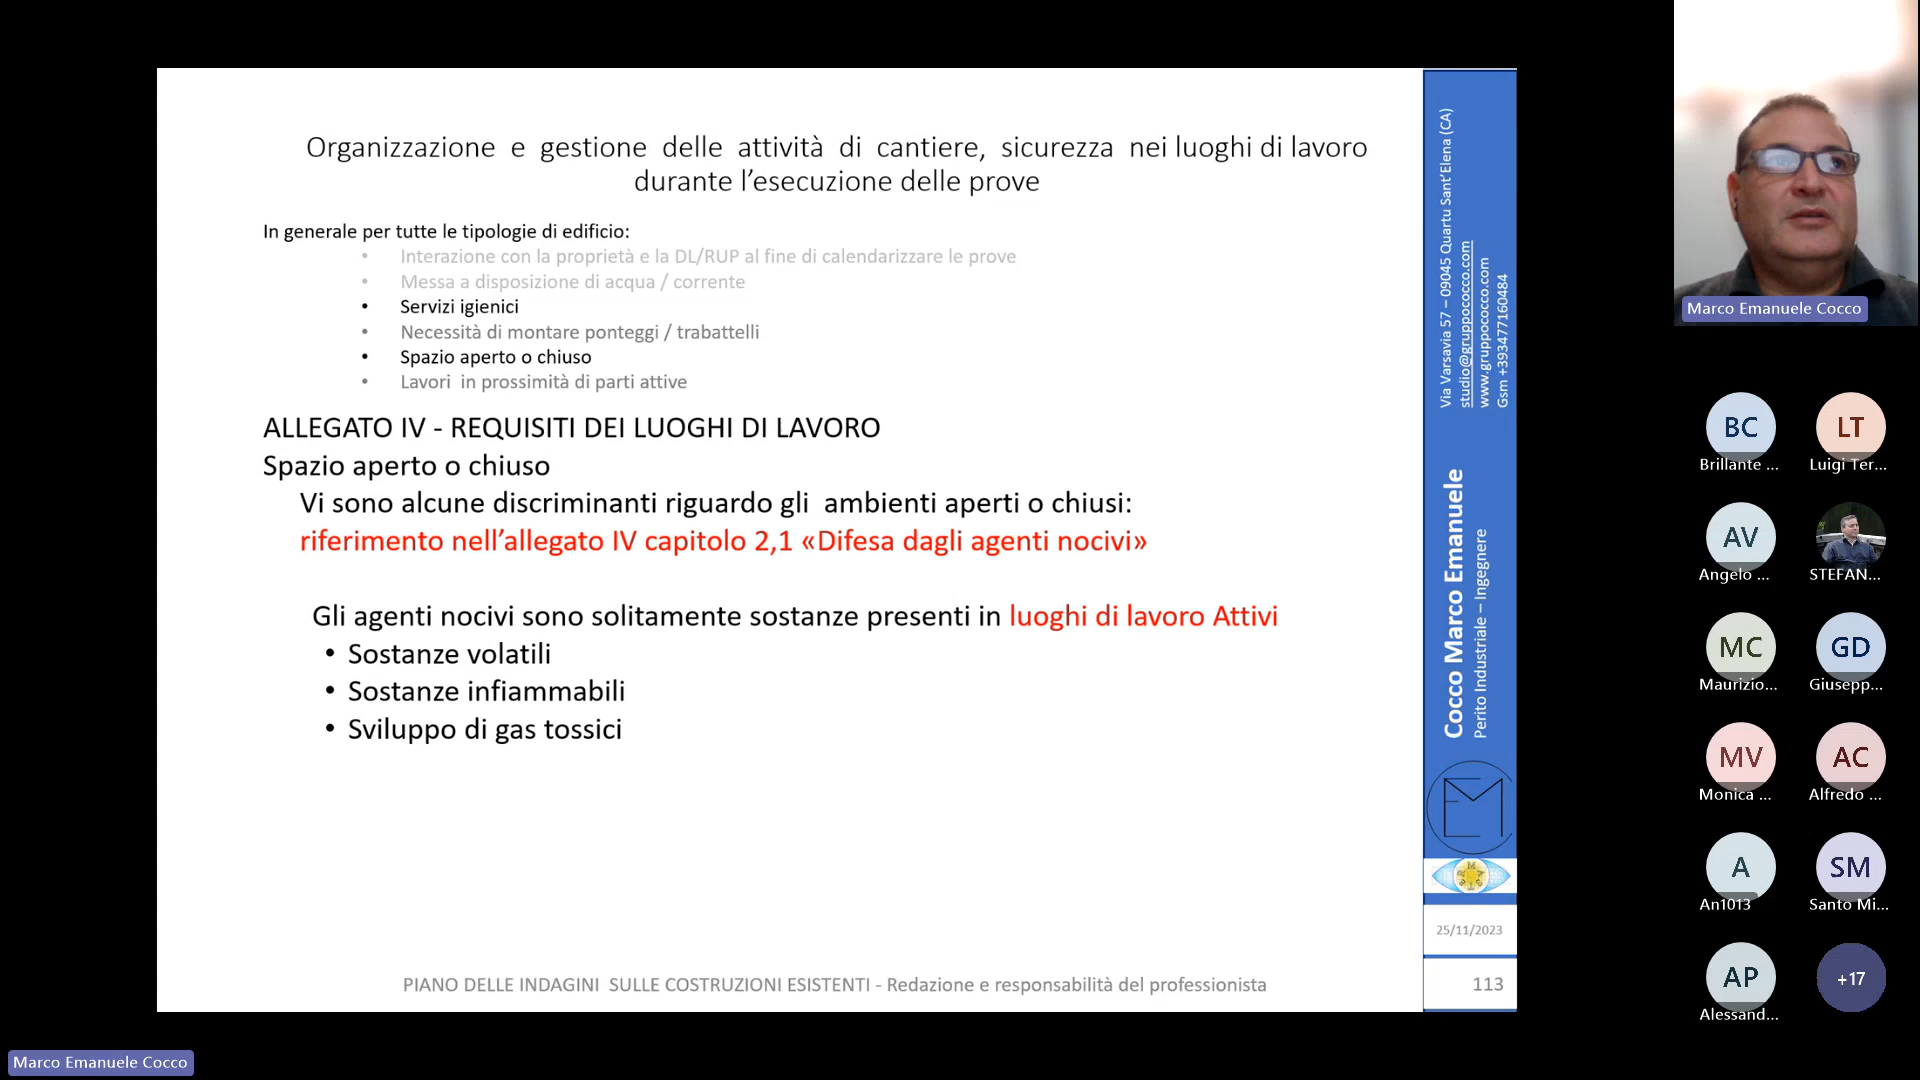 Organizzazione e gestione delle attività di cantiere, sicurezza nei luoghi di lavoro
durante l’esecuzione delle prove
In generale per tutte le tipologie di edificio:
• Interazione con la proprietà e la DL/RUP al fine di calendarizzare le prove
• Messa a disposizione di acqua / corrente
• Servizi igienici
• Necessità di montare ponteggi / trabattelli
• Spazio aperto o chiuso
• Lavori in prossimità di parti attive
ALLEGATO IV - REQUISITI DEI LUOGHI DI LAVORO
Spazio aperto o chiuso
Vi sono alcune discriminanti riguardo gli ambienti aperti o chiusi:
riferimento nell’allegato IV capitolo 2,1 «Difesa dagli agenti nocivi»
Gli agenti nocivi sono solitamente sostanze presenti in luoghi di lavoro Attivi
• Sostanze volatili
• Sostanze infiammabili
• Sviluppo di gas tossici
PIANO DELLE INDAGINI SULLE COSTRUZIONI ESISTENTI - Redazione e responsabilità del professionista
Via Varsavia 57 – 09045 Quartu Sant’Elena (CA)
studio@gruppococco.com
www.gruppococco.com
Gsm +393477160484
Cocco Marco Emanuele
Perito Industriale – Ingegnere
EM
25/11/2023
113
Marco Emanuele Cocco
BC
Brillante ...
LT
Luigi Ter...
AV
Angelo ...
STEFAN...
MC
Maurizio...
GD
Giusepp...
MV
Monica ...
AC
Alfredo ...
A
An1013
SM
Santo Mi...
AP
Alessand...
+17
Marco Emanuele Cocco